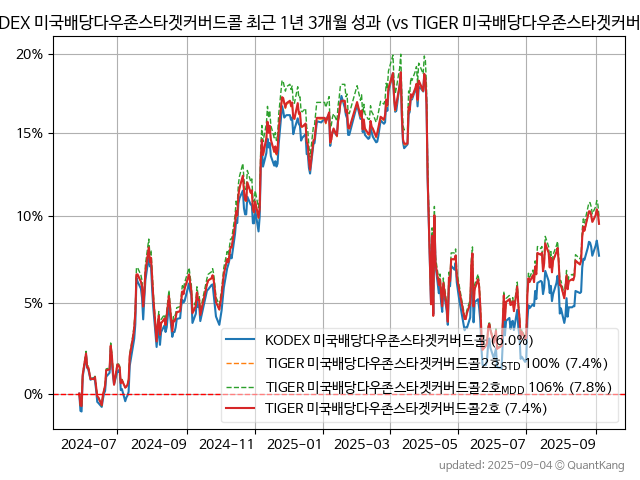 DEX 미국배당다우존스타겟커버드콜 최근 1년 3개월 성과 (vs TIGER 미국배당다우존스타겟커버
20%
15%
10%
5%
0%
KODEX 미국배당다우존스타겟커버드콜 (6.0%)
TIGER 미국배당다우존스타겟커버드콜2호STD 100% (7.4%)
TIGER 미국배당다우존스타겟커버드콜2호MDD 106% (7.8%)
TIGER 미국배당다우존스타겟커버드콜2호 (7.4%)
2024-07 2024-09 2024-11 2025-01 2025-03 2025-05 2025-07 2025-09
updated: 2025-09-04 © QuantKang